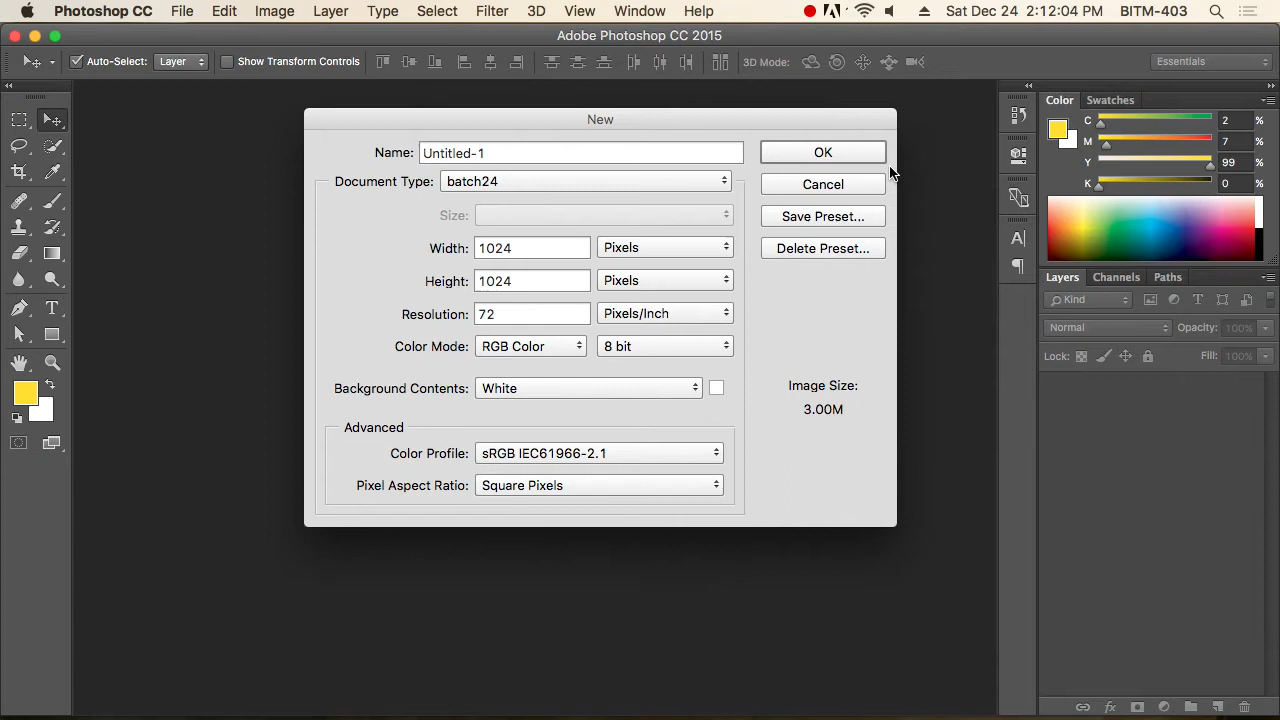 Photoshop CC File Edit Image Layer Type Select Filter 3D View Window Help Sat Dec 24 2:12:04 PM BITM-403
Adobe Photoshop CC 2015
Auto-Select: Layer Show Transform Controls 3D Mode: Essentials
New
Name: Untitled-1 OK
Document Type: batch24 Cancel
Size: Save Preset...
Width: 1024 Pixels Delete Preset...
Height: 1024 Pixels
Resolution: 72 Pixels/Inch
Color Mode: RGB Color 8 bit
Background Contents: White
Image Size:
3.00M
Advanced
Color Profile: sRGB IEC61966-2.1
Pixel Aspect Ratio: Square Pixels
Color Swatches
C 2 %
M 7 %
Y 99 %
K 0 %
Layers Channels Paths
Kind
Normal Opacity: 100%
Lock: Fill: 100%